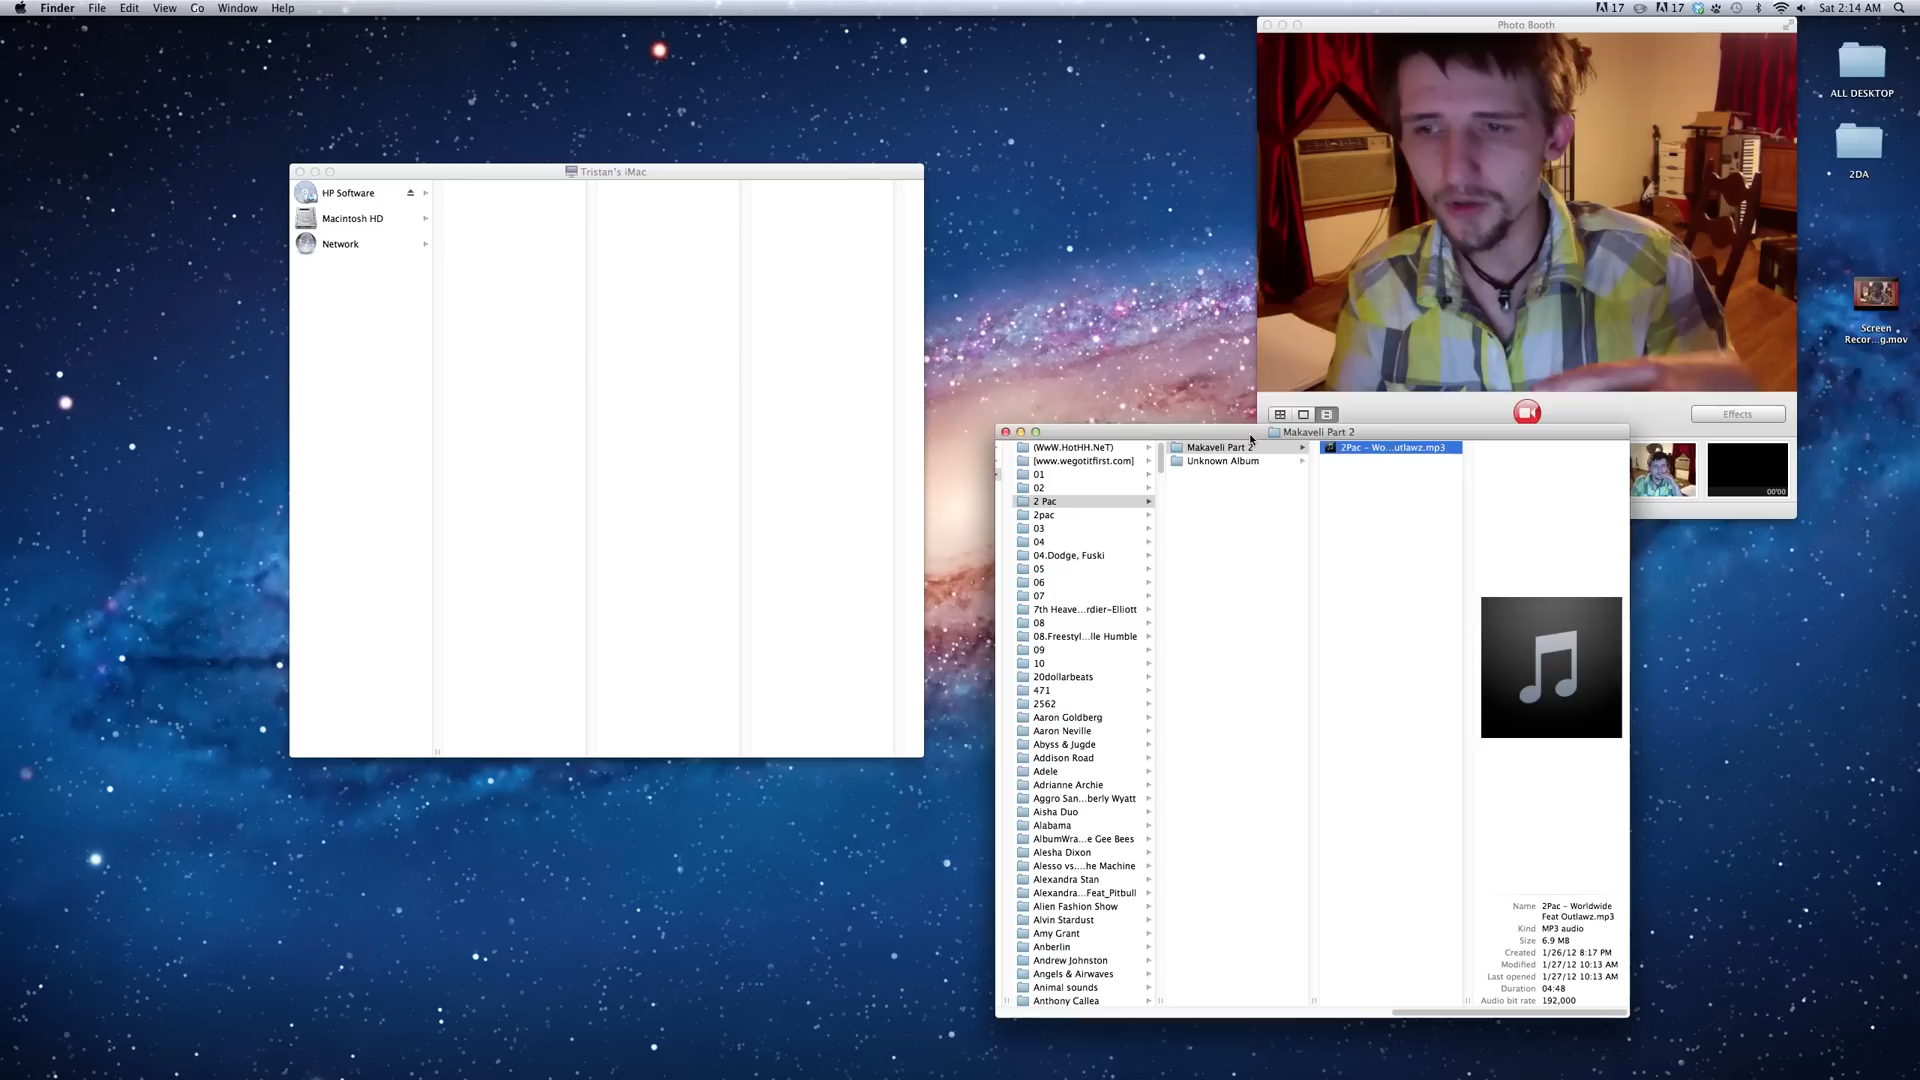 Finder File Edit View Go Window Help
17 17 Sat 2:14 AM
Photo Booth
ALL DESKTOP
2DA
Screen
Recor...g.mov
Effects
00'00
Tristan's iMac
HP Software
Macintosh HD
Network
Makaveli Part 2
(WwW.HotHH.NeT)
[www.wegotitfirst.com]
01
02
2 Pac
2pac
03
04
04.Dodge, Fuski
05
06
07
7th Heave...rdier-Elliott
08
08.Freestyl...lle Humble
09
10
20dollarbeats
471
2562
Aaron Goldberg
Aaron Neville
Abyss & Jugde
Addison Road
Adele
Adrianne Archie
Aggro San...berly Wyatt
Aisha Duo
Alabama
AlbumWra...e Gee Bees
Alesha Dixon
Alesso vs....he Machine
Alexandra Stan
Alexandra...Feat_Pitbull
Alien Fashion Show
Alvin Stardust
Amy Grant
Anberlin
Andrew Johnston
Angels & Airwaves
Animal sounds
Anthony Callea
Makaveli Part 2
Unknown Album
2Pac - Wo...utlawz.mp3
Name 2Pac - Worldwide
Feat Outlawz.mp3
Kind MP3 audio
Size 6.9 MB
Created 1/26/12 8:17 PM
Modified 1/27/12 10:13 AM
Last opened 1/27/12 10:13 AM
Duration 04:48
Audio bit rate 192,000